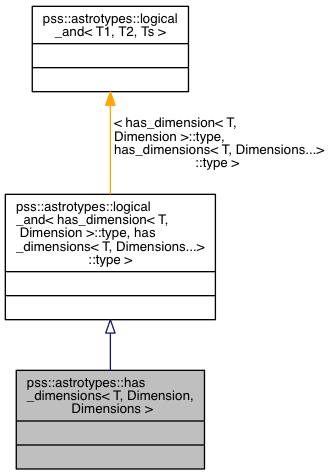 pss::astrotypes::logical
_and< T1, T2, Ts >
< has_dimension< T,
Dimension >::type,
has_dimensions< T, Dimensions...>
::type >
pss::astrotypes::logical
_and< has_dimension< T,
Dimension >::type, has
_dimensions< T, Dimensions...>
::type >
pss::astrotypes::has
_dimensions< T, Dimension,
Dimensions >